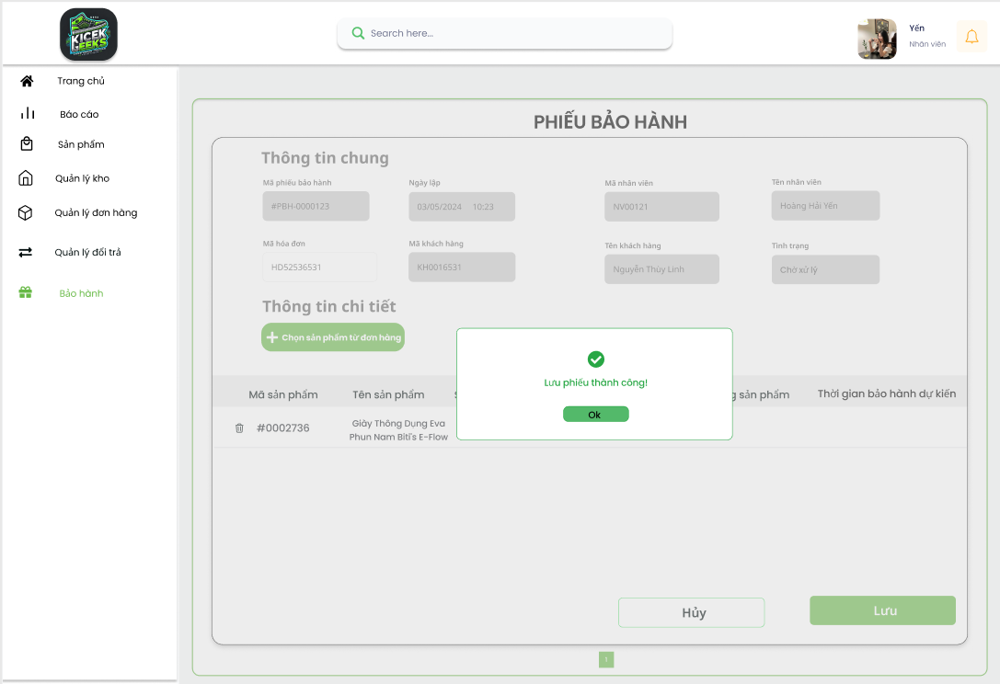 KICEK
GEEKS
Search here...
Yến
Nhân viên
Trang chủ
Báo cáo
Sản phẩm
Quản lý kho
Quản lý đơn hàng
Quản lý đổi trả
Bảo hành
PHIẾU BẢO HÀNH
Thông tin chung
Mã phiếu bảo hành
Ngày lập
Mã nhân viên
Tên nhân viên
#PBH-0000123
03/05/2024 10:23
NV00121
Hoàng Hải Yến
Mã hóa đơn
Mã khách hàng
Tên khách hàng
Tình trạng
HD52536531
KH0016531
Nguyễn Thùy Linh
Chờ xử lý
Thông tin chi tiết
Chọn sản phẩm từ đơn hàng
Lưu phiếu thành công!
Ok
Mã sản phẩm
Tên sản phẩm
sản phẩm
Thời gian bảo hành dự kiến
#0002736
Giày Thông Dụng Eva
Phun Nam Biti's E-Flow
Hủy
Lưu
1